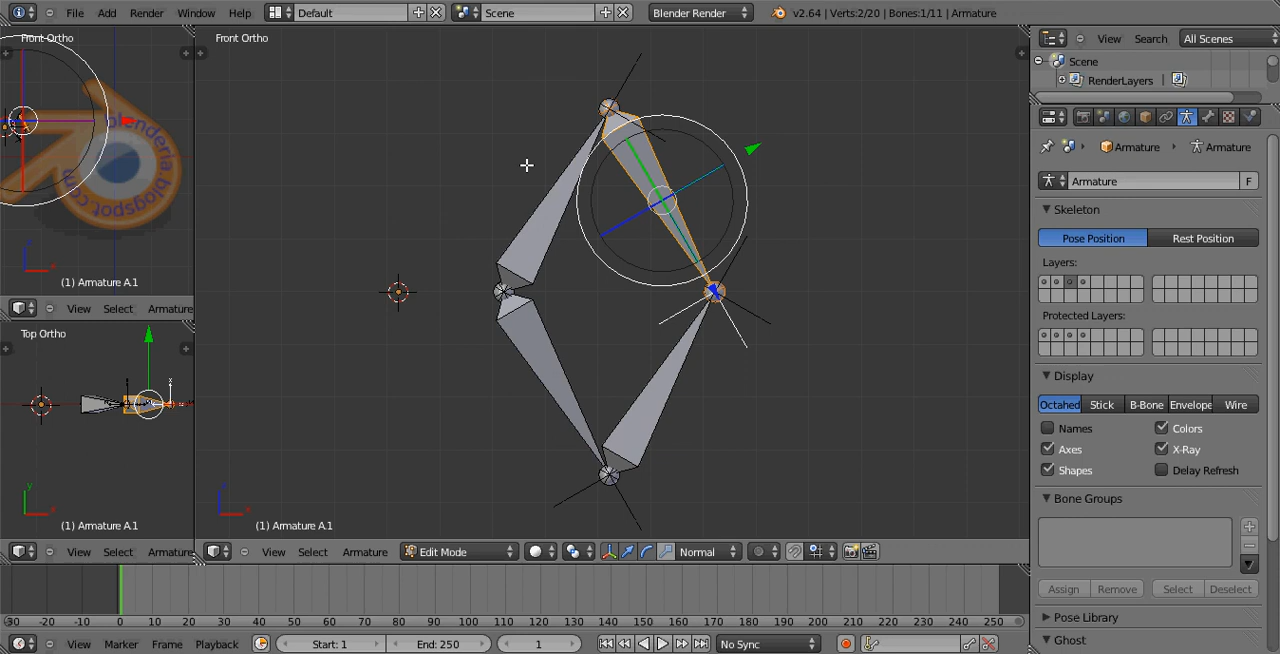 File Add Render Window Help Default Scene Blender Render v2.64 | Verts:2/20 | Bones:1/11 | Armature
Front Ortho
blenderia
.blogspot.com
(1) Armature A.1
View Select Armature
Top Ortho
x
(1) Armature A.1
View Select Armature
Front Ortho
(1) Armature A.1
View Select Armature Edit Mode Normal
View Search All Scenes
Scene
RenderLayers
Armature Armature
Armature F
Skeleton
Pose Position Rest Position
Layers:
Protected Layers:
Display
Octahed Stick B-Bone Envelope Wire
Names Colors
Axes X-Ray
Shapes Delay Refresh
Bone Groups
Assign Remove Select Deselect
Pose Library
Ghost
-30 -20 -10 0 10 20 30 40 50 60 70 80 90 100 110 120 130 140 150 160 170 180 190 200 210 220 230 240 250
View Marker Frame Playback Start: 1 End: 250 1 No Sync